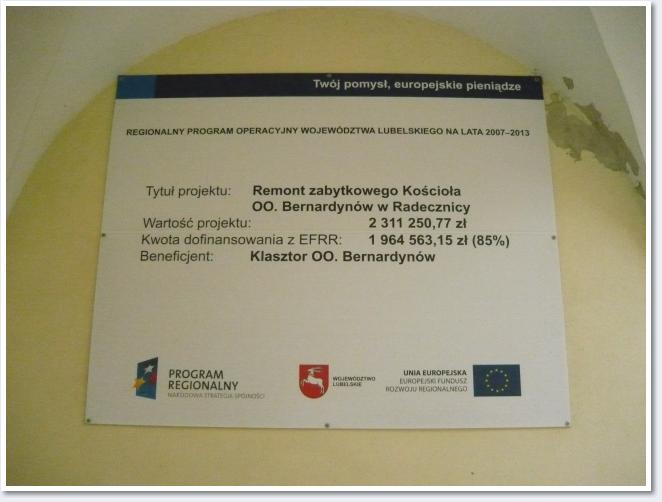 Twój pomysł, europejskie pieniądze
REGIONALNY PROGRAM OPERACYJNY WOJEWÓDZTWA LUBELSKIEGO NA LATA 2007–2013
Tytuł projektu: Remont zabytkowego Kościoła
OO. Bernardynów w Radecznicy
Wartość projektu: 2 311 250,77 zł
Kwota dofinansowania z EFRR: 1 964 563,15 zł (85%)
Beneficjent: Klasztor OO. Bernardynów
PROGRAM
REGIONALNY
NARODOWA STRATEGIA SPÓJNOŚCI
WOJEWÓDZTWO
LUBELSKIE
UNIA EUROPEJSKA
EUROPEJSKI FUNDUSZ
ROZWOJU REGIONALNEGO